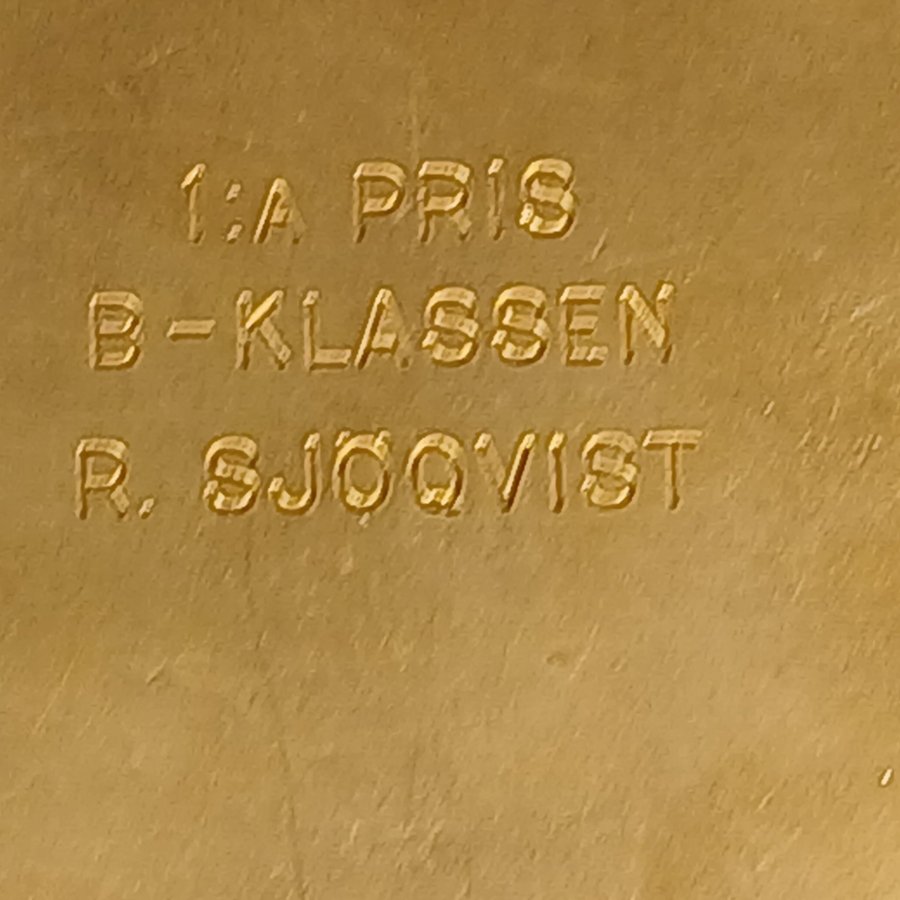 1:A PRIS
B-KLASSEN
R. SJÖQVIST